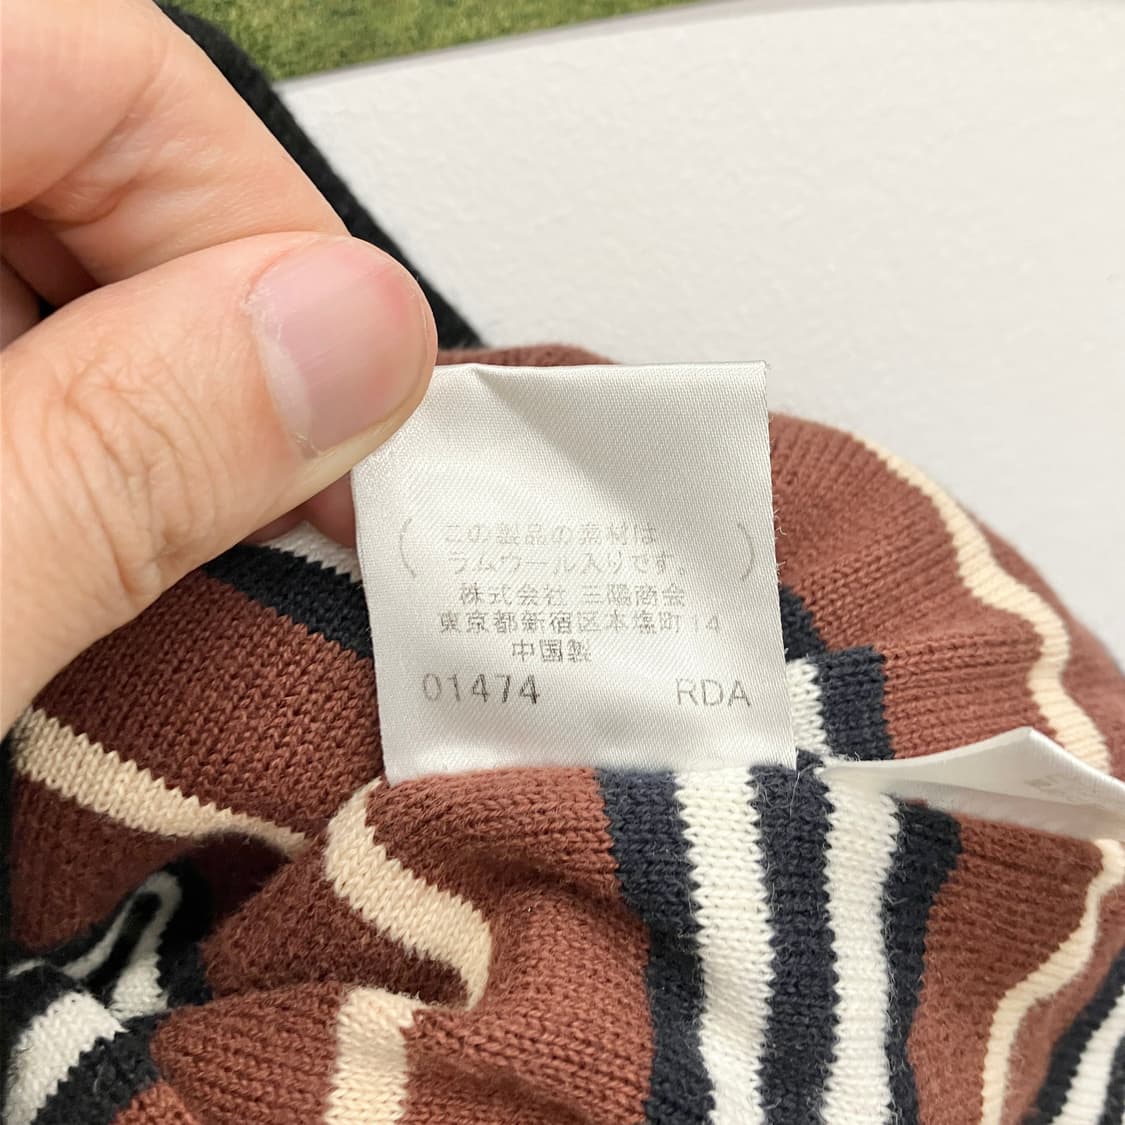 この製品の素材は
ラムウール入りです。
株式会社 三陽商会
東京都新宿区本塩町14
中国製
01474 RDA